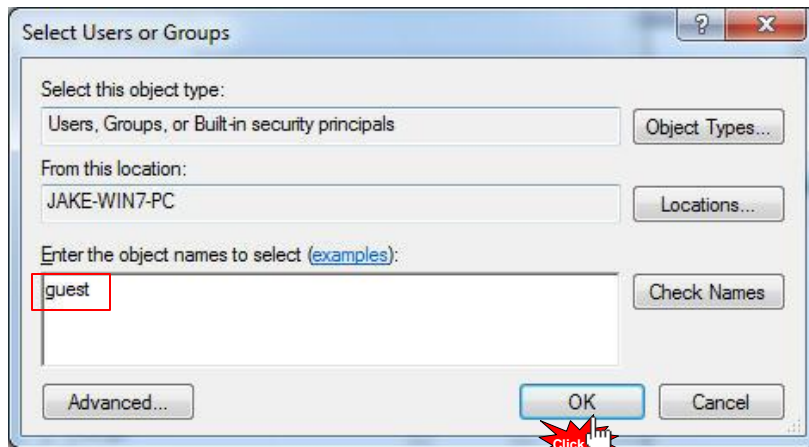 Select Users or Groups
?
Select this object type:
Users, Groups, or Built-in security principals
Object Types...
From this location:
JAKE-WIN7-PC
Locations...
Enter the object names to select (examples):
guest
Check Names
Advanced...
OK
Cancel
Click